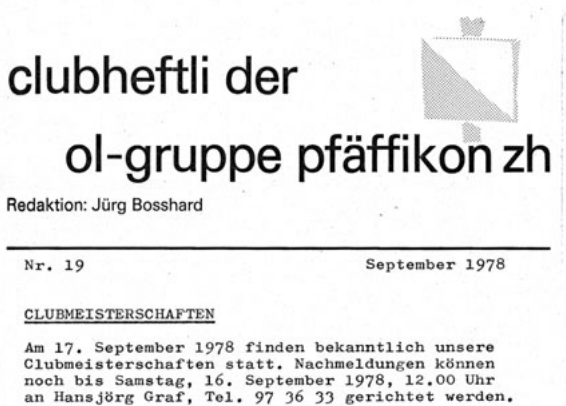 clubheftli der
ol-gruppe pfäffikon zh
Redaktion: Jürg Bosshard
Nr. 19
September 1978
CLUBMEISTERSCHAFTEN
Am 17. September 1978 finden bekanntlich unsere
Clubmeisterschaften statt. Nachmeldungen können
noch bis Samstag, 16. September 1978, 12.00 Uhr
an Hansjörg Graf, Tel. 97 36 33 gerichtet werden.